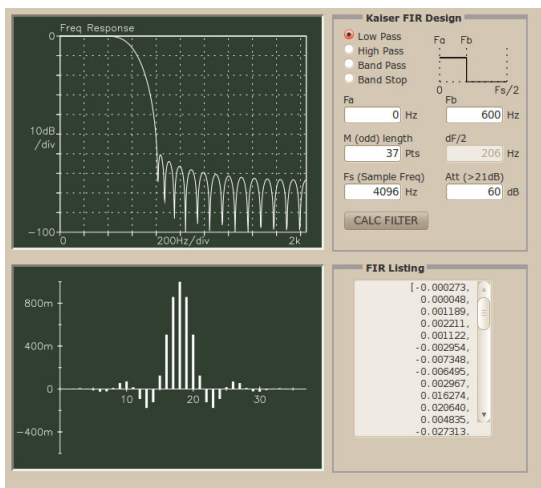 Freq Response
0
10dB
/div
-100
0
200Hz/div
2k
Kaiser FIR Design
Low Pass
High Pass
Band Pass
Band Stop
Fa Fb
0 Fs/2
Fa Fb
0 Hz 600 Hz
M (odd) length dF/2
37 Pts 206 Hz
Fs (Sample Freq) Att (>21dB)
4096 Hz 60 dB
CALC FILTER
800m
400m
0
-400m
10 20 30
FIR Listing
[-0.000273,
0.000048,
0.001189,
0.002211,
0.001122,
-0.002954,
-0.007348,
-0.006495,
0.002967,
0.016274,
0.020640,
0.004835,
-0.027313.